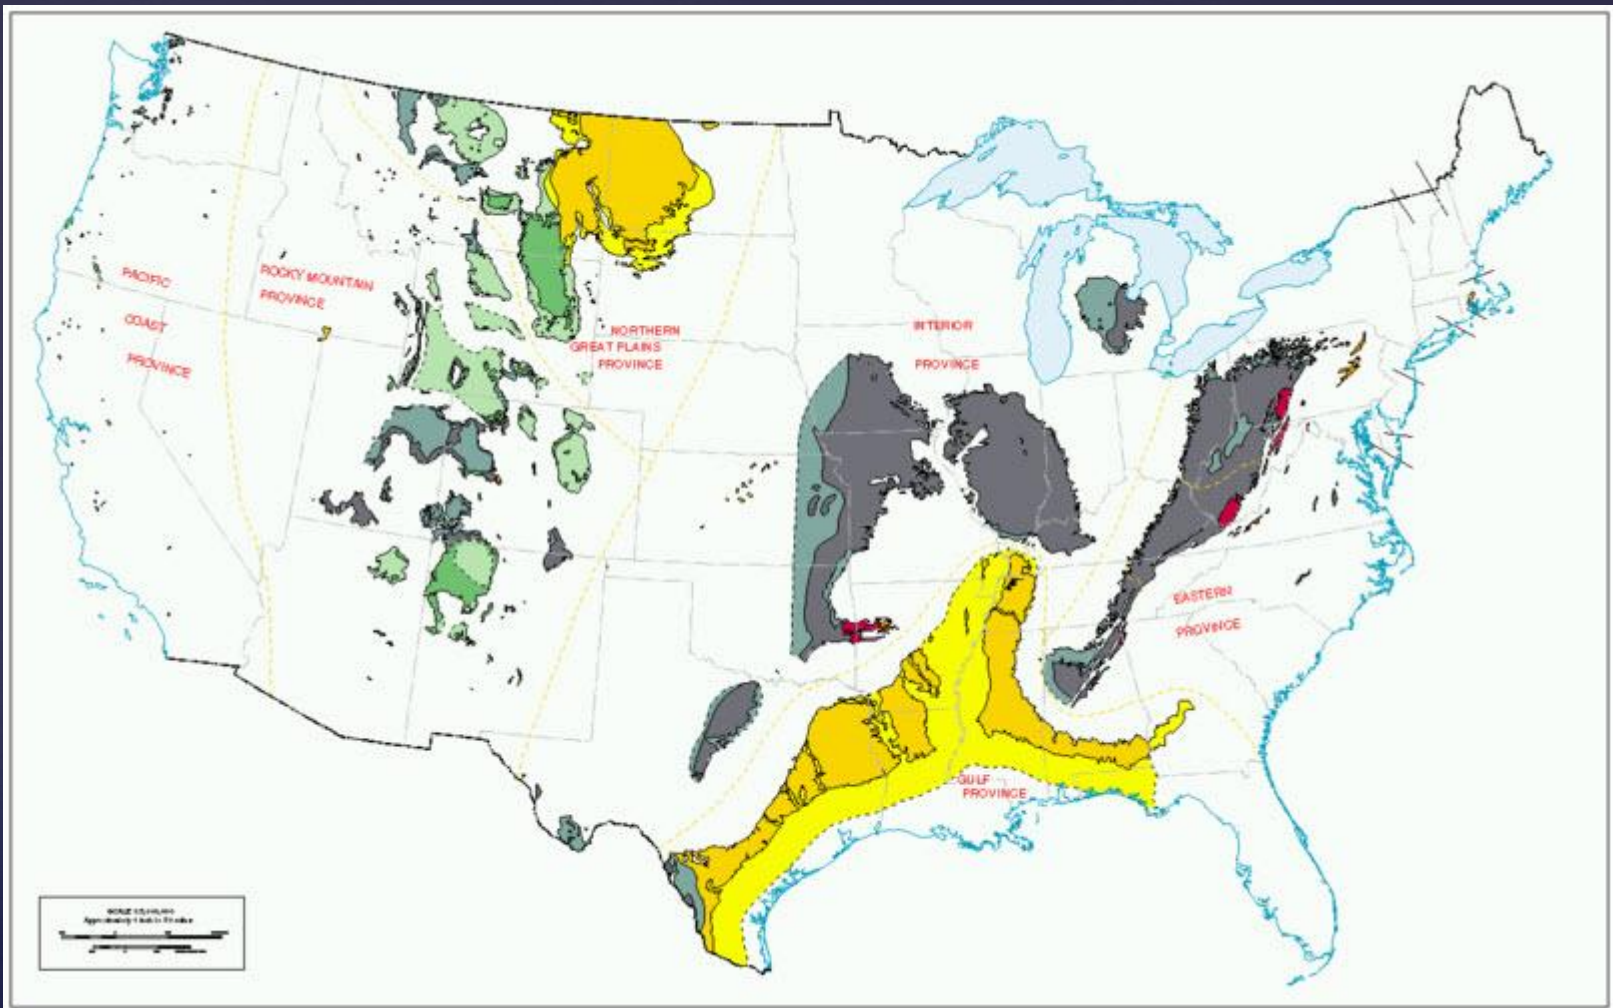 PACIFIC
COAST
PROVINCE
ROCKY MOUNTAIN
PROVINCE
NORTHERN
GREAT PLAINS
PROVINCE
INTERIOR
PROVINCE
EASTERN
PROVINCE
GULF
PROVINCE